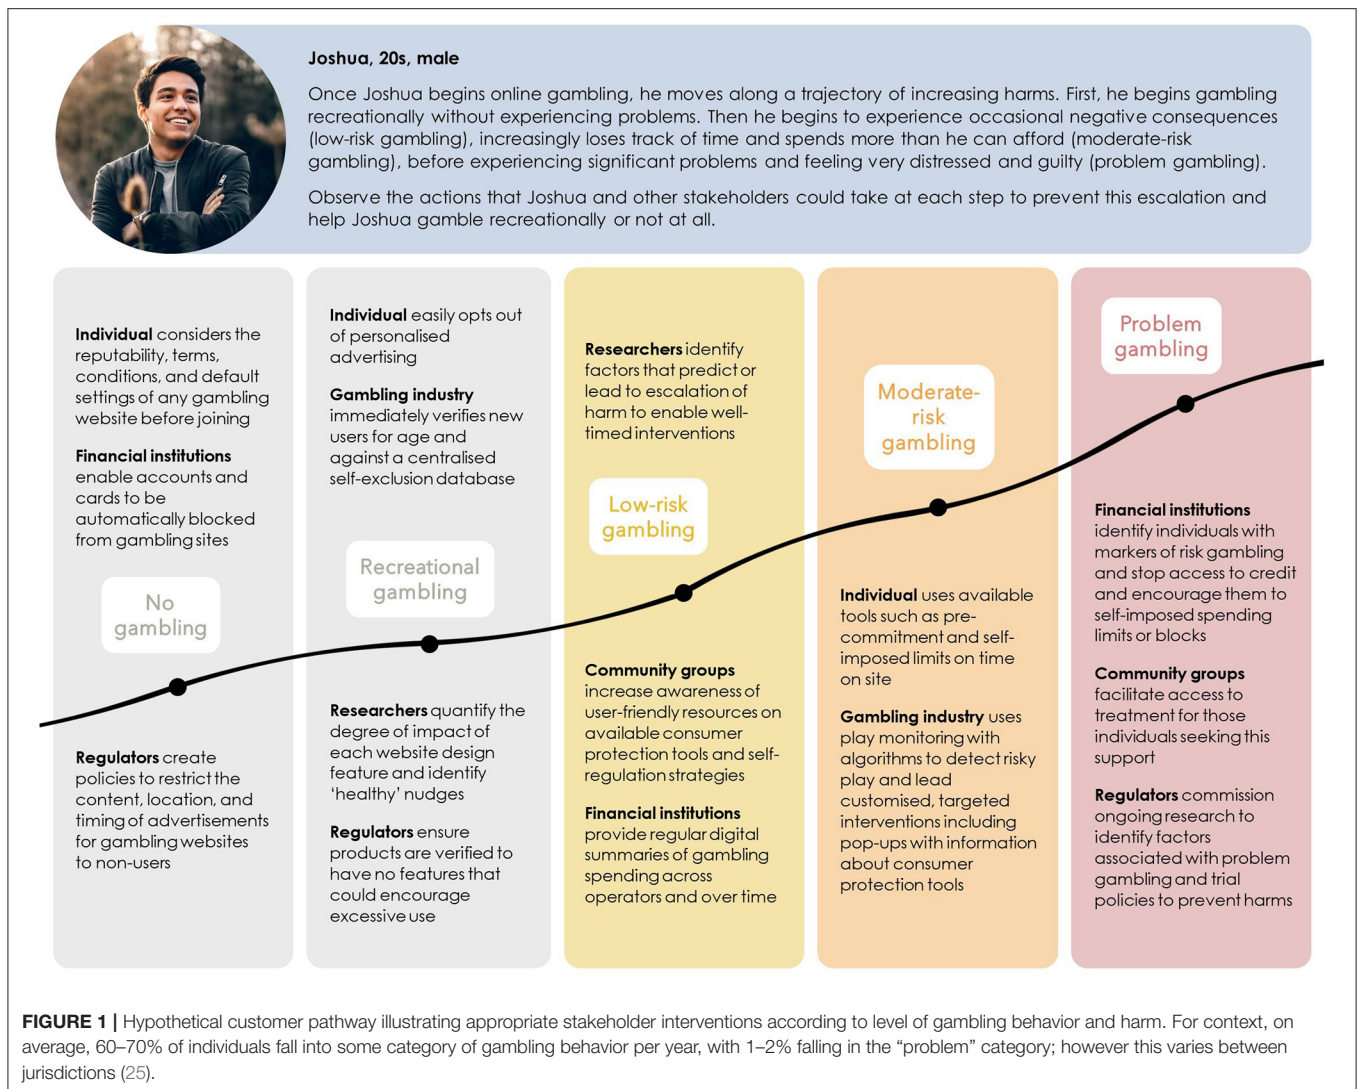 Joshua, 20s, male
Once Joshua begins online gambling, he moves along a trajectory of increasing harms. First, he begins gambling
recreationally without experiencing problems. Then he begins to experience occasional negative consequences
(low-risk gambling), increasingly loses track of time and spends more than he can afford (moderate-risk
gambling), before experiencing significant problems and feeling very distressed and guilty (problem gambling).
Observe the actions that Joshua and other stakeholders could take at each step to prevent this escalation and
help Joshua gamble recreationally or not at all.
Individual considers the
reputability, terms,
conditions, and default
settings of any gambling
website before joining
Financial institutions
enable accounts and
cards to be
automatically blocked
from gambling sites
No
gambling
Regulators create
policies to restrict the
content, location, and
timing of advertisements
for gambling websites
to non-users
Individual easily opts out
of personalised
advertising
Gambling industry
immediately verifies new
users for age and
against a centralised
self-exclusion database
Recreational
gambling
Researchers quantify the
degree of impact of
each website design
feature and identify
'healthy' nudges
Regulators ensure
products are verified to
have no features that
could encourage
excessive use
Researchers identify
factors that predict or
lead to escalation of
harm to enable well-
timed interventions
Low-risk
gambling
Community groups
increase awareness of
user-friendly resources on
available consumer
protection tools and self-
regulation strategies
Financial institutions
provide regular digital
summaries of gambling
spending across
operators and over time
Moderate-
risk
gambling
Individual uses available
tools such as pre-
commitment and self-
imposed limits on time
on site
Gambling industry uses
play monitoring with
algorithms to detect risky
play and lead
customised, targeted
interventions including
pop-ups with information
about consumer
protection tools
Problem
gambling
Financial institutions
identify individuals with
markers of risk gambling
and stop access to credit
and encourage them to
self-imposed spending
limits or blocks
Community groups
facilitate access to
treatment for those
individuals seeking this
support
Regulators commission
ongoing research to
identify factors
associated with problem
gambling and trial
policies to prevent harms
FIGURE 1 | Hypothetical customer pathway illustrating appropriate stakeholder interventions according to level of gambling behavior and harm. For context, on
average, 60–70% of individuals fall into some category of gambling behavior per year, with 1–2% falling in the "problem" category; however this varies between
jurisdictions (25).